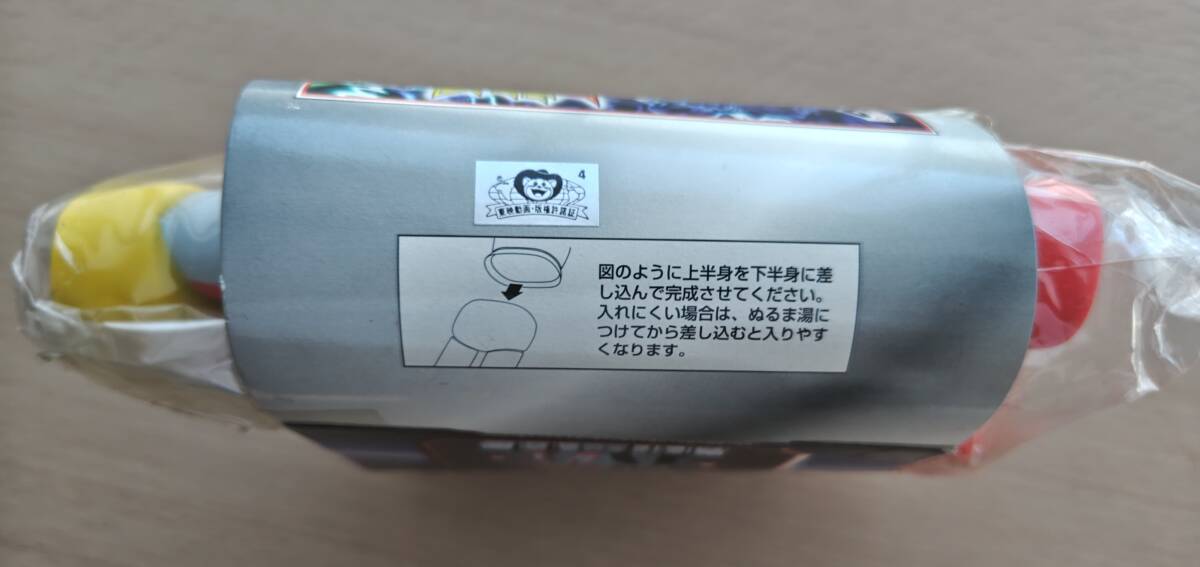 4
東映動画・版権許諾証
図のように上半身を下半身に差
し込んで完成させてください。
入れにくい場合は、ぬるま湯に
つけてから差し込むと入りやす
くなります。